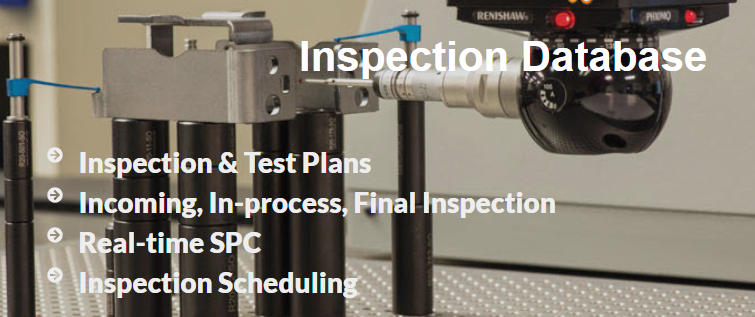 RENISHAW
PH10MQ
Inspection Database
Inspection & Test Plans
Incoming, In-process, Final Inspection
Real-time SPC
Inspection Scheduling